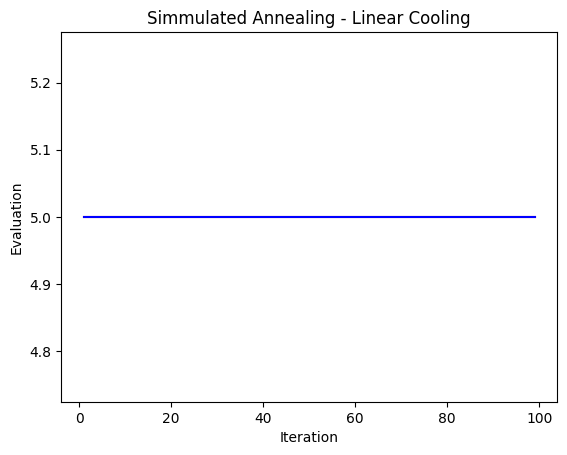 Simmulated Annealing - Linear Cooling
5.2
5.1
5.0
4.9
4.8
Evaluation
0 20 40 60 80 100
Iteration